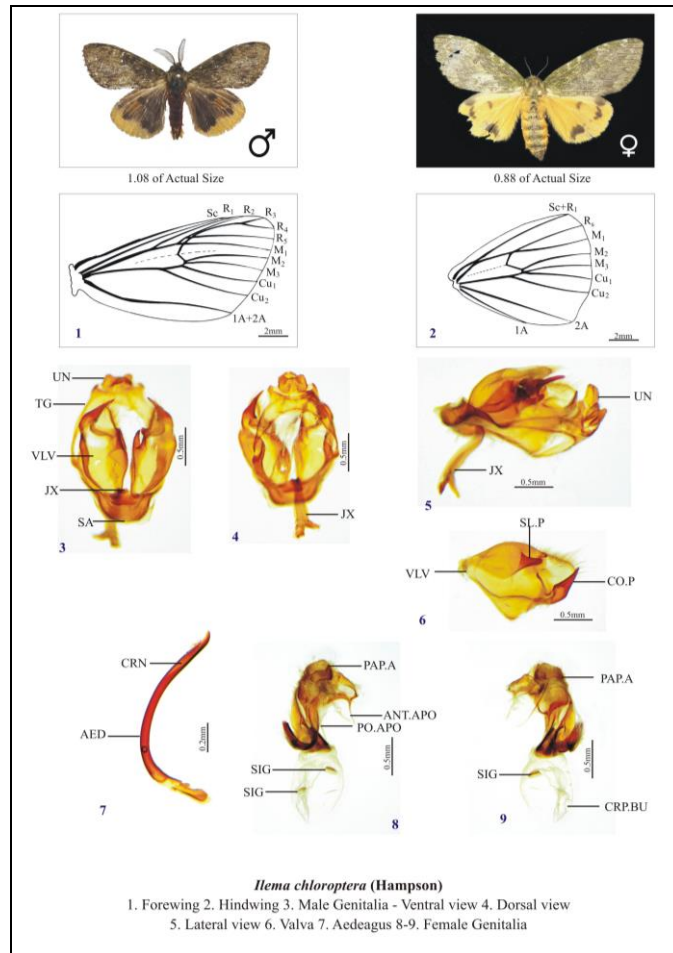 ♂
♀
1.08 of Actual Size
0.88 of Actual Size
Sc R1 R2 R3
R4
R5
M1
M2
M3
Cu1
Cu2
1A+2A
1
2mm
Sc+R1
Rs
M1
M2
M3
Cu1
Cu2
2A
1A
2
2mm
UN
TG
VLV
JX
SA
3
0.5mm
4
JX
0.5mm
UN
JX
0.5mm
5
SL.P
VLV
CO.P
6
0.5mm
CRN
AED
0.2mm
7
PAP.A
ANT.APO
PO.APO
SIG
SIG
0.5mm
8
PAP.A
SIG
0.5mm
CRP.BU
9
Ilema chloroptera (Hampson)
1. Forewing 2. Hindwing 3. Male Genitalia - Ventral view 4. Dorsal view
5. Lateral view 6. Valva 7. Aedeagus 8-9. Female Genitalia